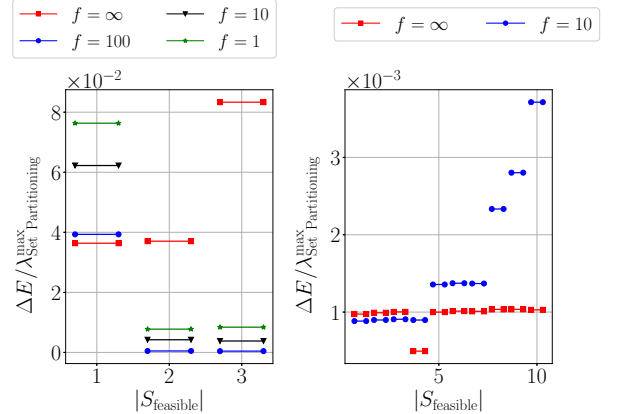 f = ∞
f = 10
f = 100
f = 1
f = ∞
f = 10
×10⁻²
8
6
4
2
0
ΔE/λ^max_Set Partitioning
1
2
3
|S_feasible|
×10⁻³
3
2
1
ΔE/λ^max_Set Partitioning
5
10
|S_feasible|